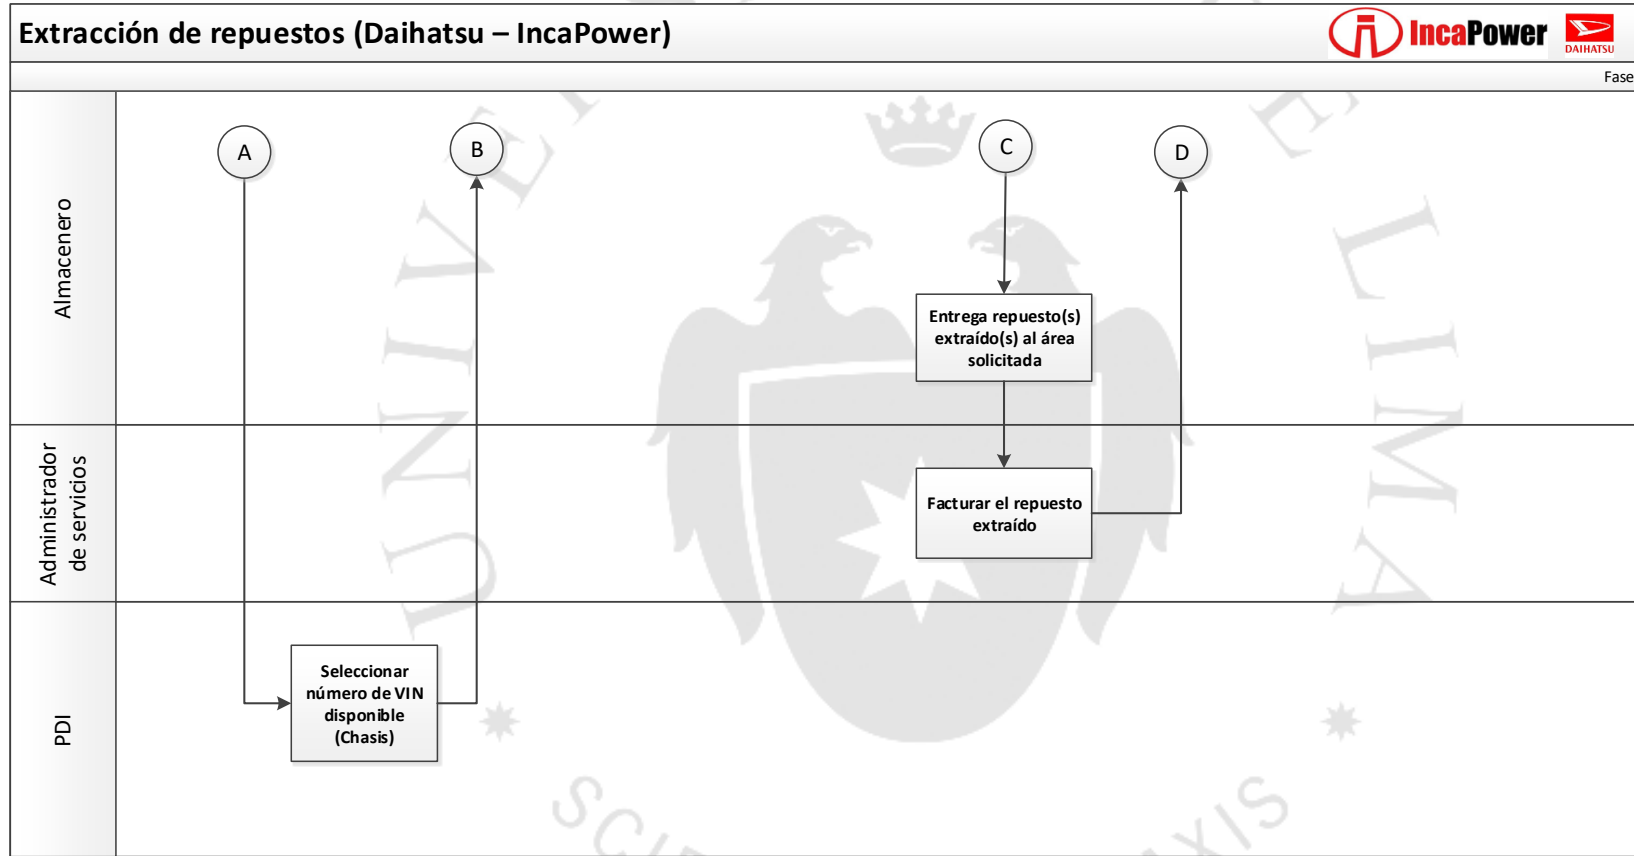 Extracción de repuestos (Daihatsu – IncaPower)
IncaPower
DAIHATSU
Fase
Almacenero
A
B
C
D
Entrega repuesto(s)
extraído(s) al área
solicitada
Administrador
de servicios
Facturar el repuesto
extraído
PDI
Seleccionar
número de VIN
disponible
(Chasis)